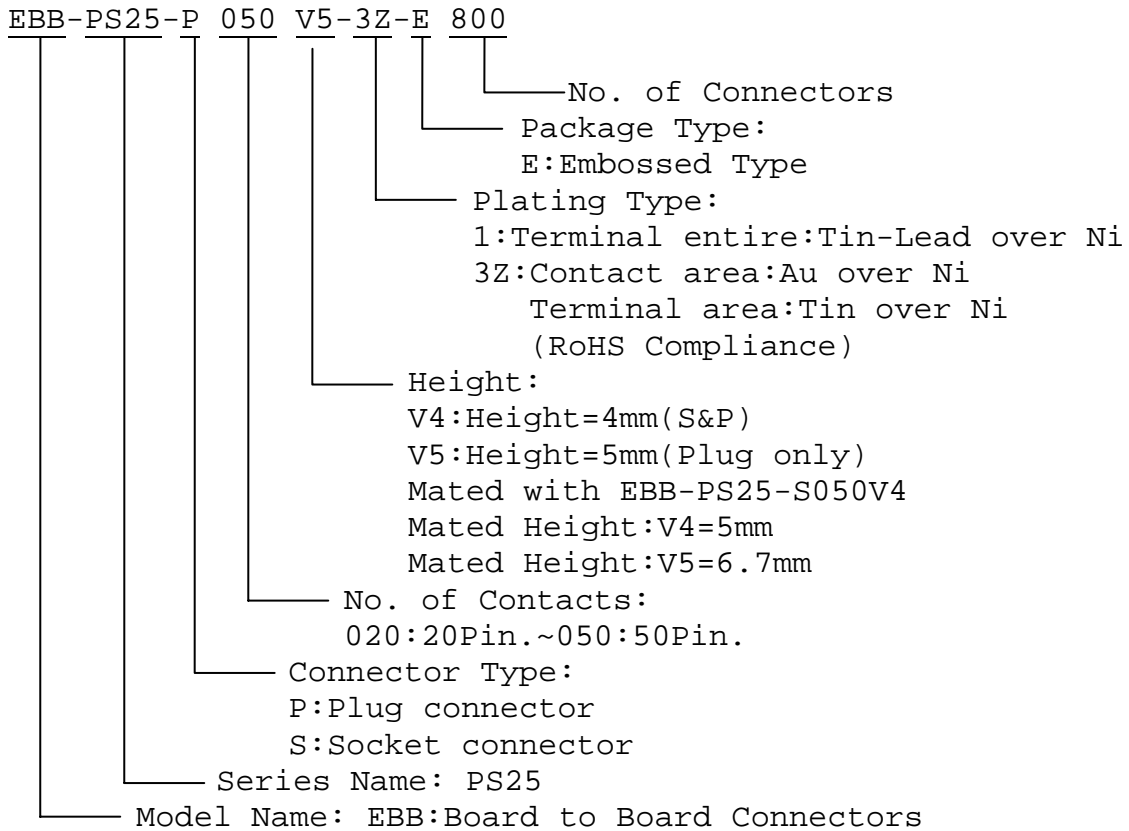 EBB-PS25-P 050 V5-3Z-E 800
No. of Connectors
Package Type:
E:Embossed Type
Plating Type:
1:Terminal entire:Tin-Lead over Ni
3Z:Contact area:Au over Ni
Terminal area:Tin over Ni
(RoHS Compliance)
Height:
V4:Height=4mm(S&P)
V5:Height=5mm(Plug only)
Mated with EBB-PS25-S050V4
Mated Height:V4=5mm
Mated Height:V5=6.7mm
No. of Contacts:
020:20Pin.~050:50Pin.
Connector Type:
P:Plug connector
S:Socket connector
Series Name: PS25
Model Name: EBB:Board to Board Connectors